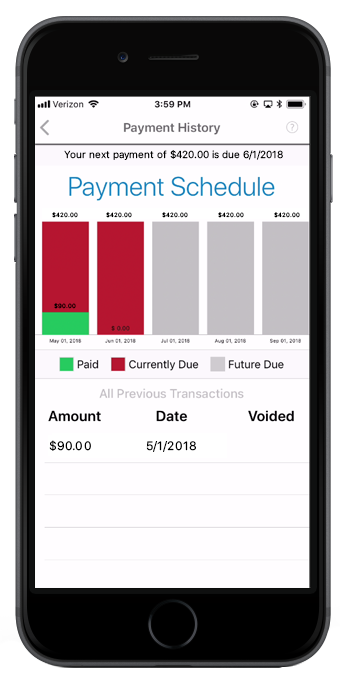 Verizon 3:59 PM
Payment History ?
Your next payment of $420.00 is due 6/1/2018
Payment Schedule
$420.00 $420.00 $420.00 $420.00 $420.00
$90.00
$ 0.00
May 01, 2018 Jun 01, 2018 Jul 01, 2018 Aug 01, 2018 Sep 01, 2018
Paid Currently Due Future Due
All Previous Transactions
Amount Date Voided
$90.00 5/1/2018